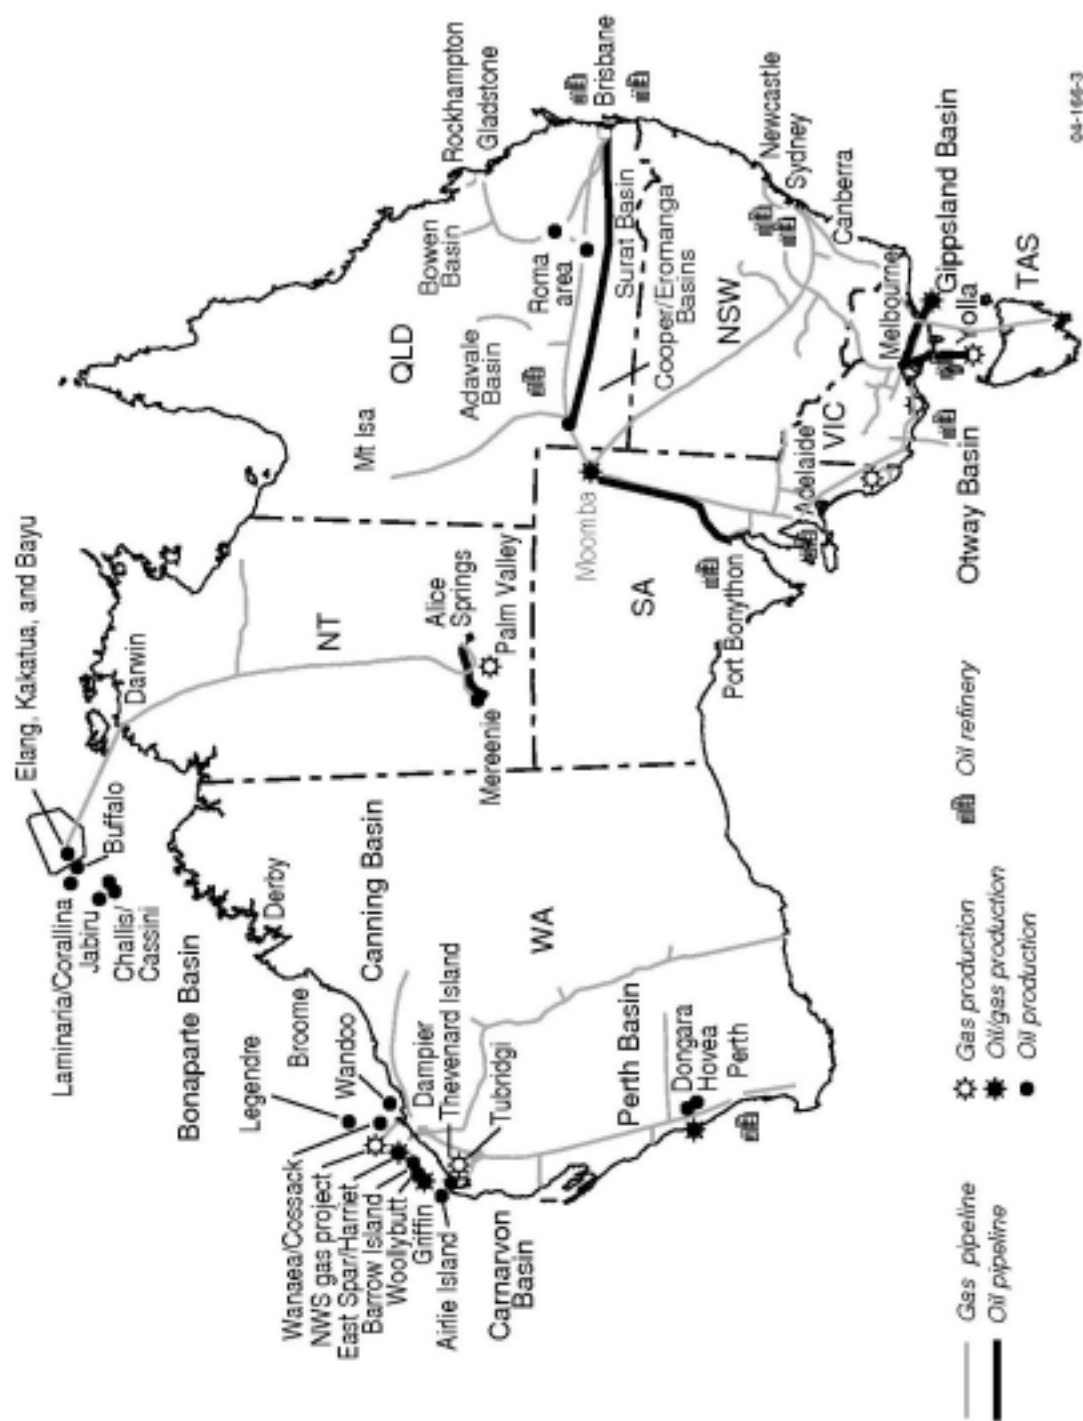 Elang, Kakatua, and Bayu
Laminaria/Corallina
Buffalo
Jabiru
Challis/
Cassini
Darwin
Bonaparte Basin
Derby
Broome
Legendre
Wandoo
Canning Basin
Wanaea/Cossack
NWS gas project
East Spar/Harriet
Barrow Island
Woollybutt
Griffin
Airlie Island
Dampier
Thevenard Island
Tubridgi
Carnarvon
Basin
WA
Perth Basin
Dongara
Hovea
Perth
NT
Alice
Springs
Palm Valley
Mereenie
Mt Isa
QLD
Adavale
Basin
Bowen
Basin
Rockhampton
Gladstone
Roma
area
Brisbane
Surat Basin
Cooper/Eromanga
Basins
Moomba
SA
Port Bonython
Adelaide
NSW
Newcastle
Sydney
Canberra
VIC
Melbourne
Gippsland Basin
Yolla
TAS
Otway Basin
Gas pipeline
Oil pipeline
Gas production
Oil/gas production
Oil production
Oil refinery
04-166-3